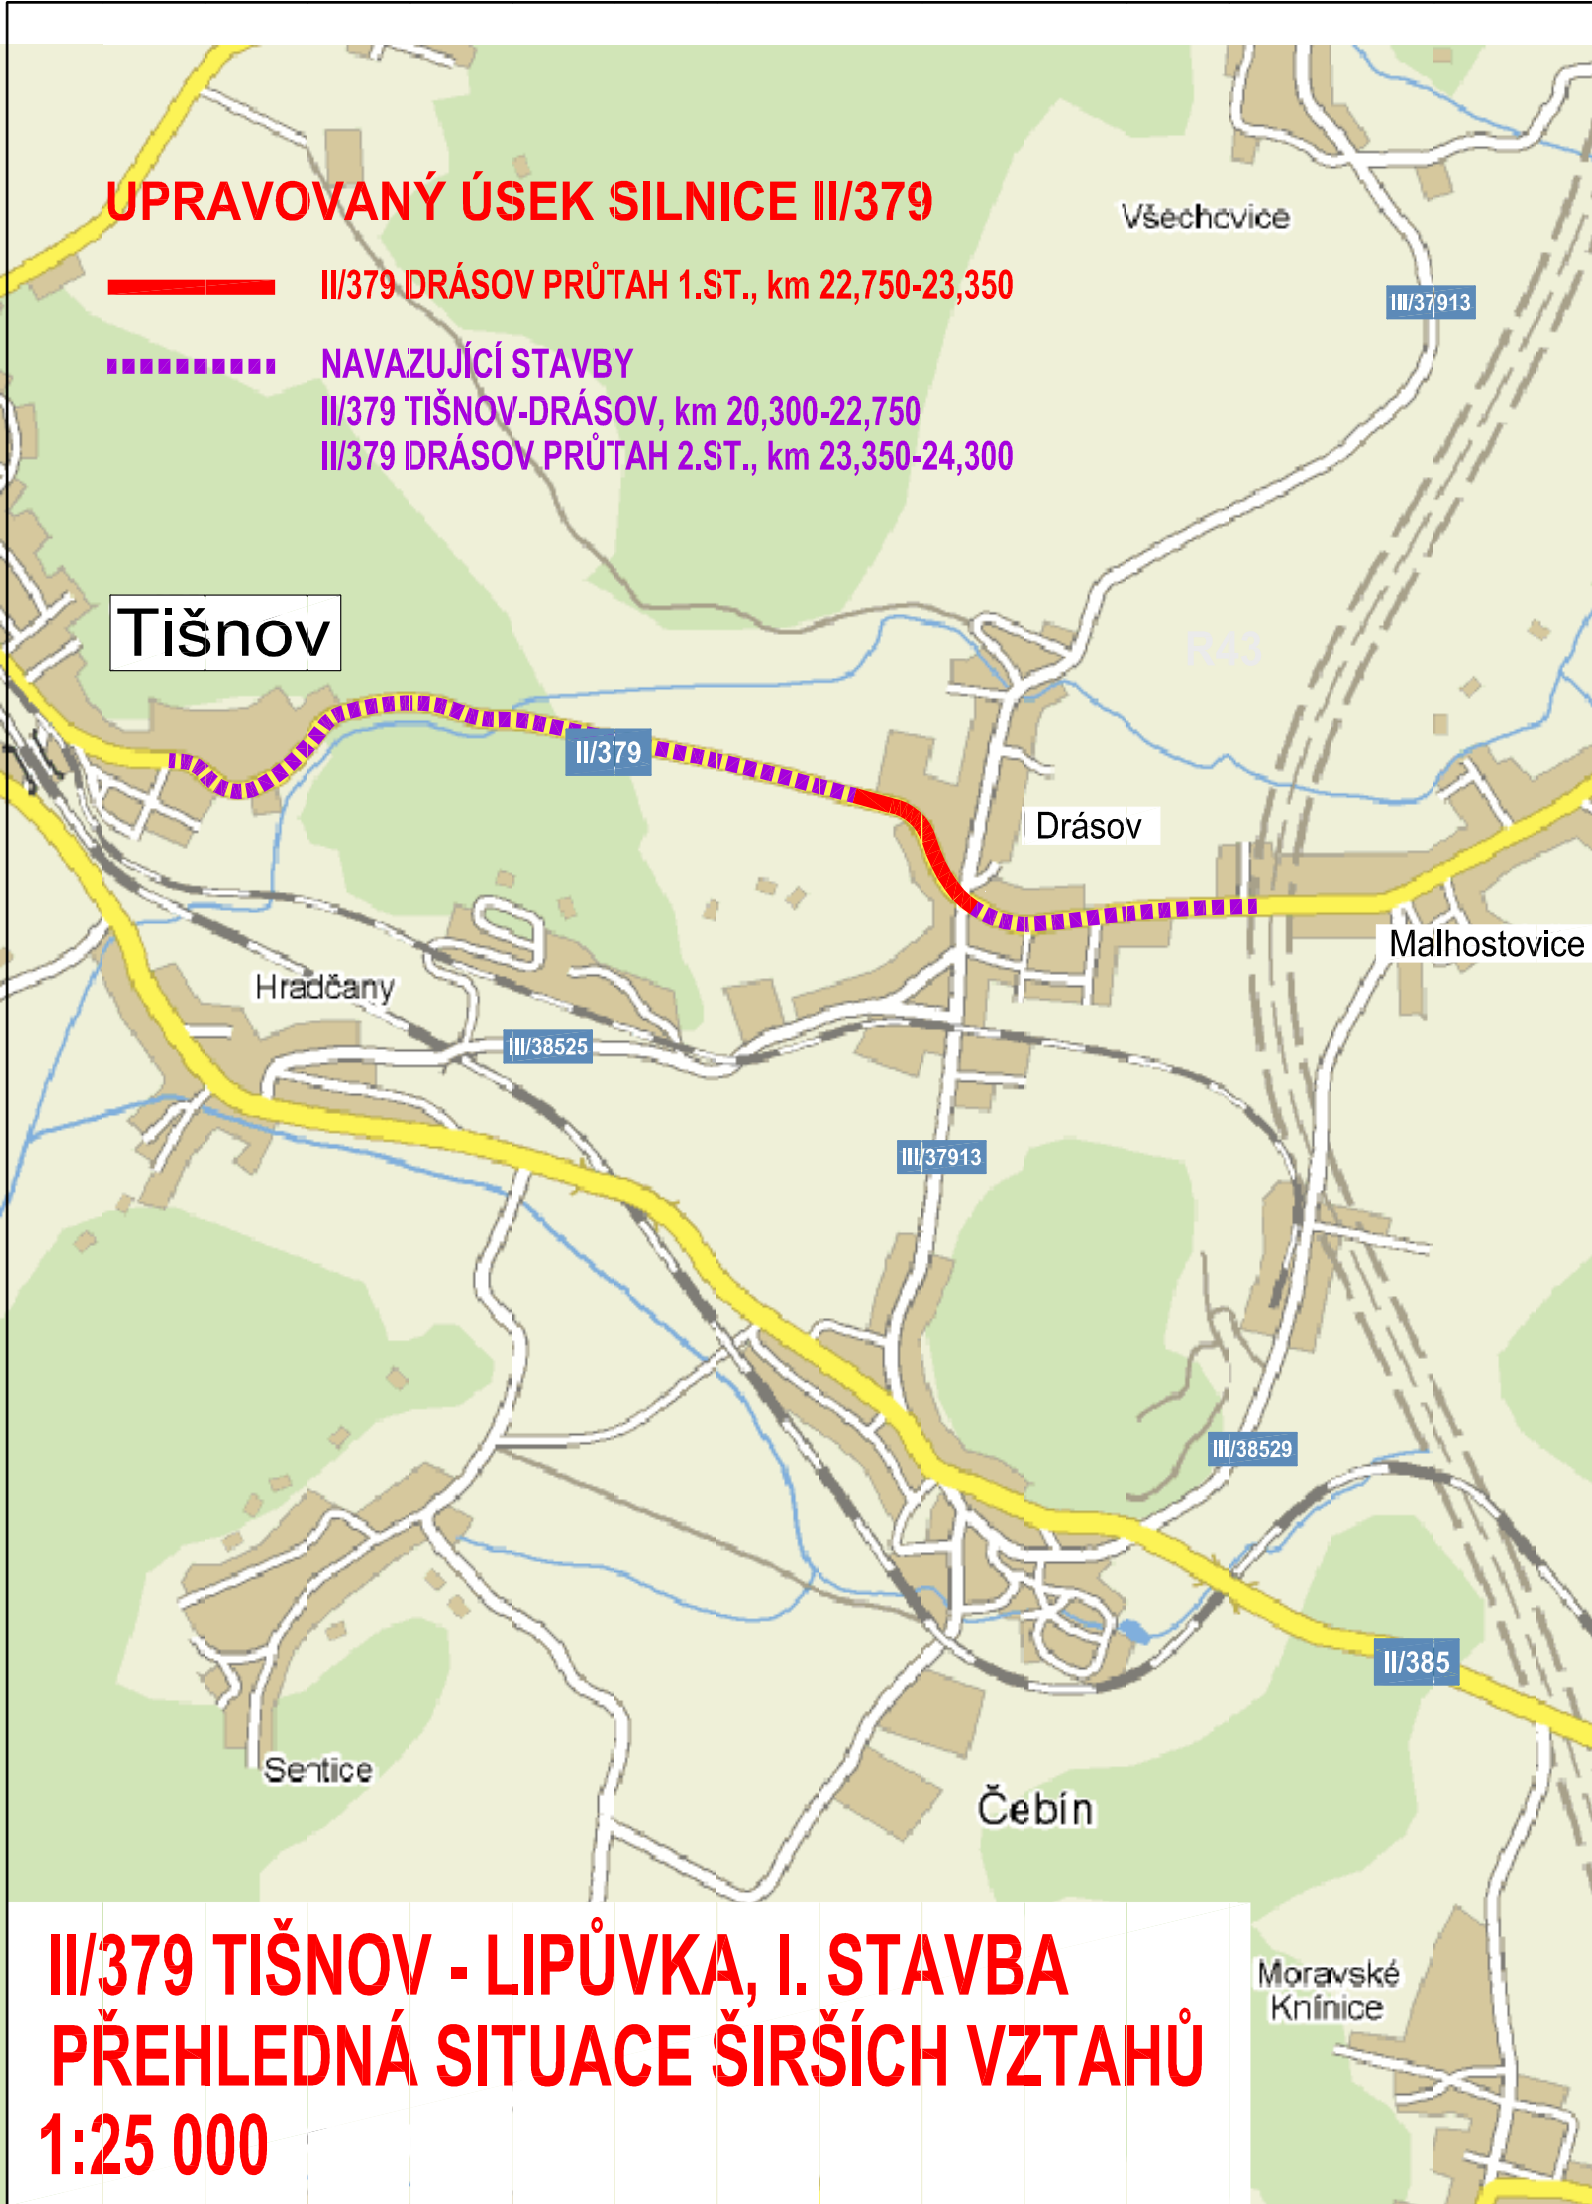 UPRAVOVANÝ ÚSEK SILNICE II/379
II/379 DRÁSOV PRŮTAH 1.ST., km 22,750-23,350
NAVAZUJÍCÍ STAVBY
II/379 TIŠNOV-DRÁSOV, km 20,300-22,750
II/379 DRÁSOV PRŮTAH 2.ST., km 23,350-24,300
Všechovice
III/37913
Tišnov
R43
II/379
Drásov
Malhostovice
Hradčany
III/38525
III/37913
III/38529
II/385
Sentice
Čebín
Moravské
Knínice
II/379 TIŠNOV - LIPŮVKA, I. STAVBA
PŘEHLEDNÁ SITUACE ŠIRŠÍCH VZTAHŮ
1:25 000